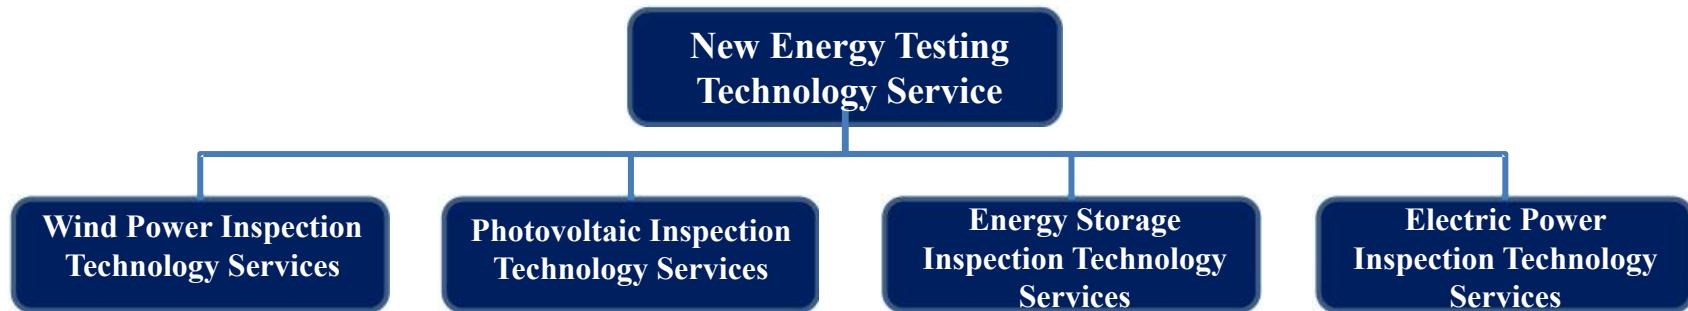 New Energy Testing
Technology Service
Wind Power Inspection
Technology Services
Photovoltaic Inspection
Technology Services
Energy Storage
Inspection Technology
Services
Electric Power
Inspection Technology
Services